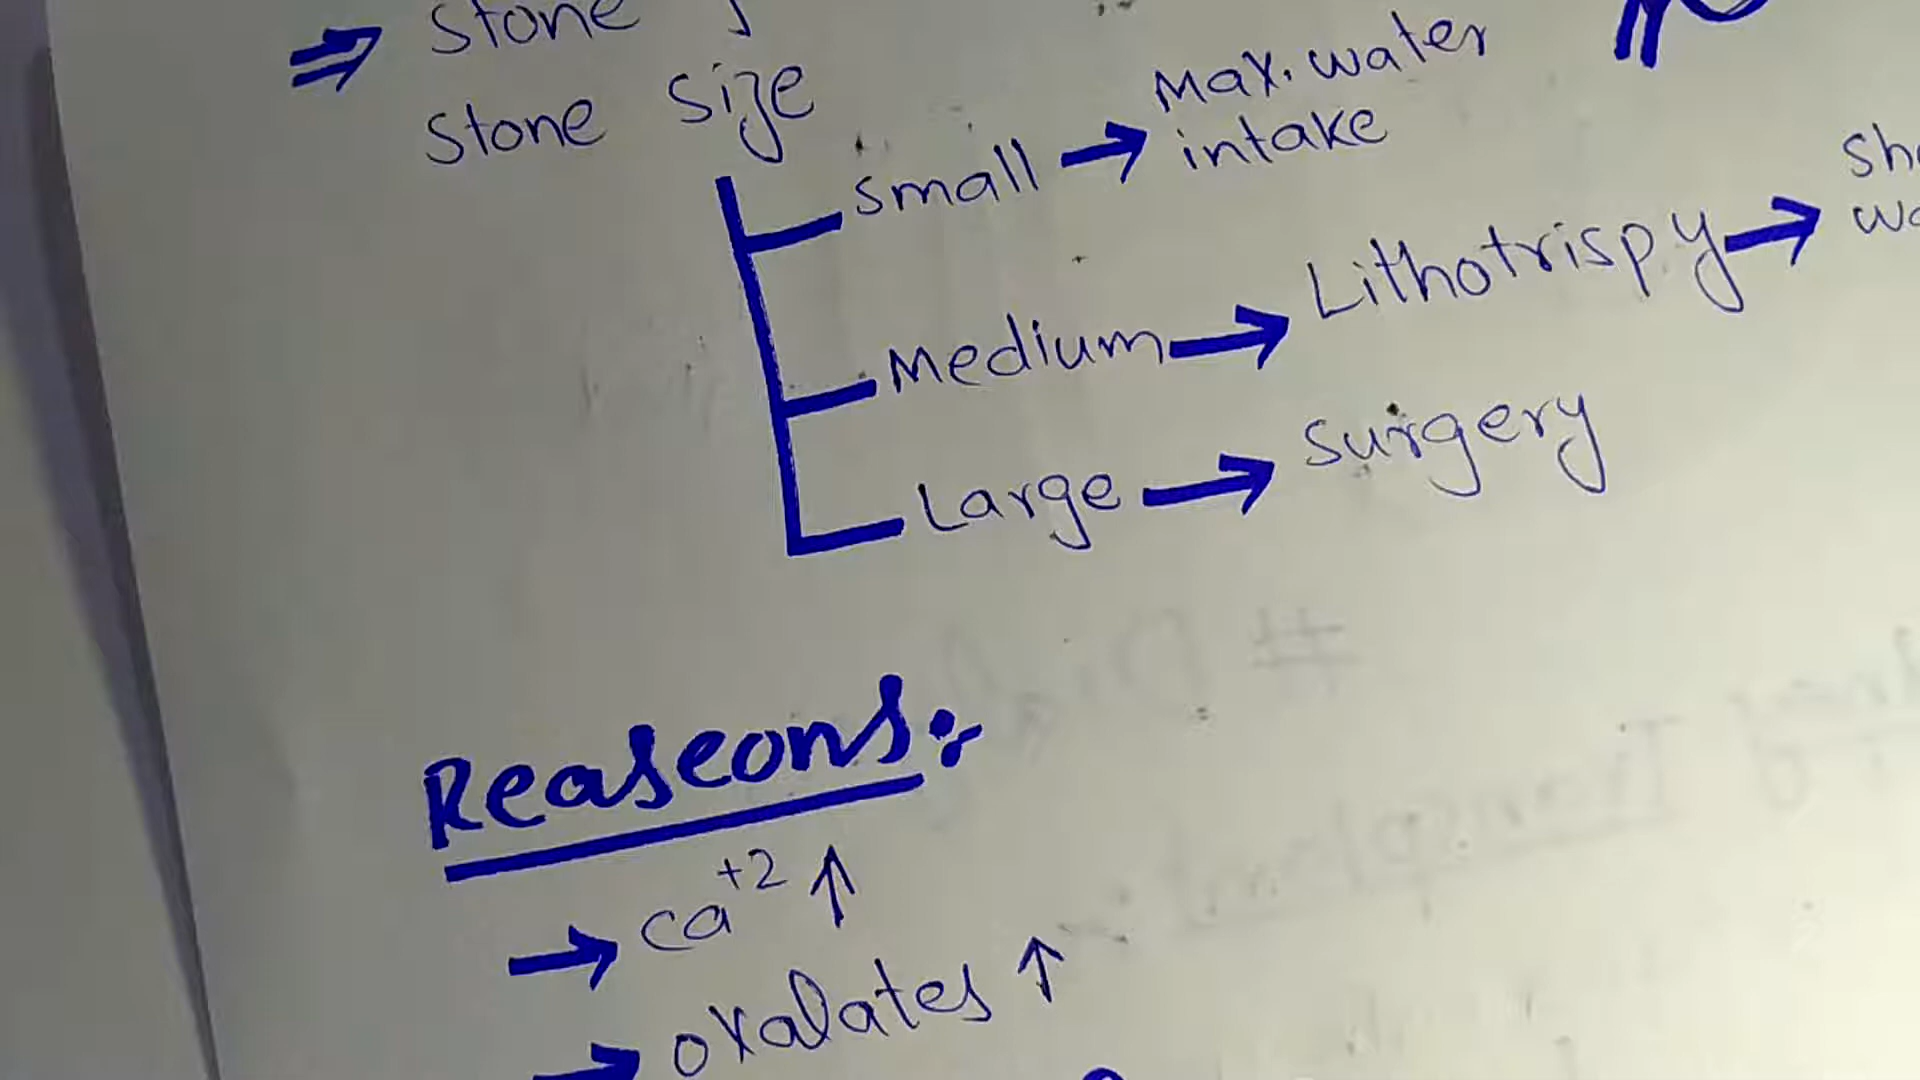 ⇒ Stone
Stone Size
Small → Max. water
intake
Medium → Lithotrispy →
Large → Surgery
Reaseons:
→ Ca+2 ↑
→ Oxalates ↑